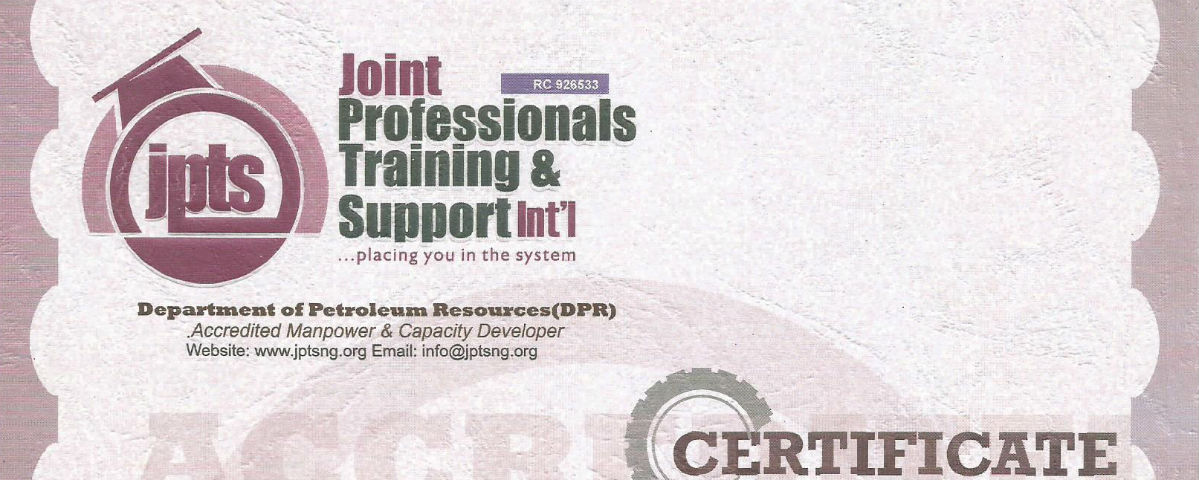 Joint
RC 926533
Professionals
Training &
Support Int'l
jpts
...placing you in the system
Department of Petroleum Resources(DPR)
.Accredited Manpower & Capacity Developer
Website: www.jptsng.org Email: info@jptsng.org
CERTIFICATE